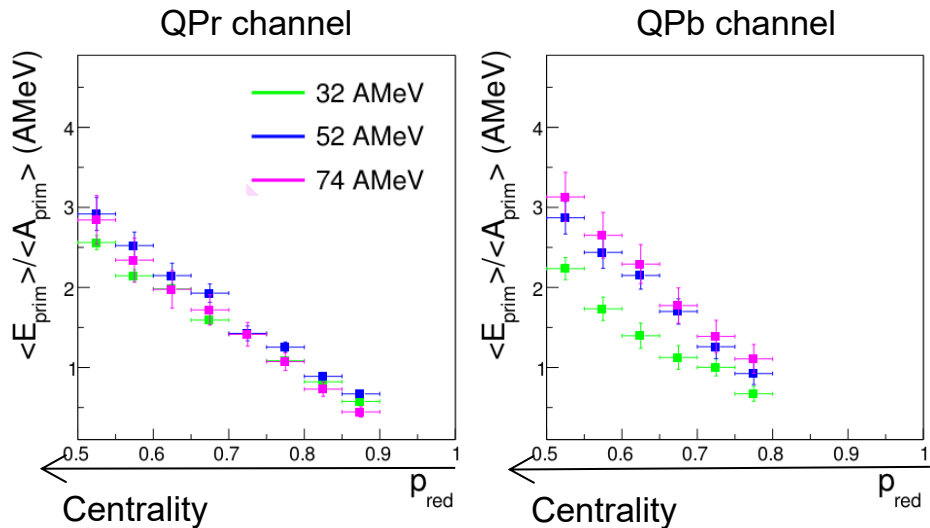 QPr channel
QPb channel
<E_prim>/<A_prim> (AMeV)
4
3
2
1
32 AMeV
52 AMeV
74 AMeV
0.5 0.6 0.7 0.8 0.9 1
p_red
Centrality
<E_prim>/<A_prim> (AMeV)
4
3
2
1
0.5 0.6 0.7 0.8 0.9 1
p_red
Centrality